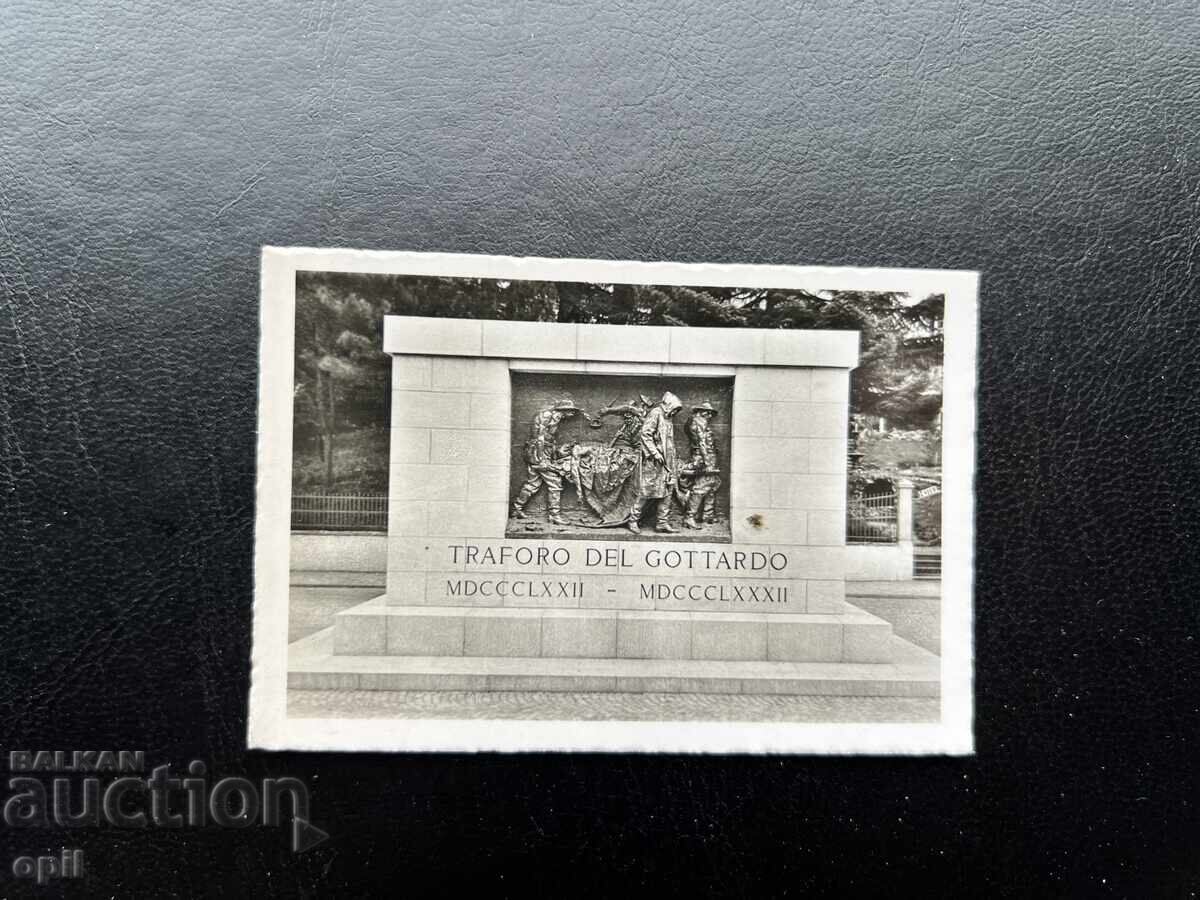 TRAFORO DEL GOTTARDO
MDCCCLXXII - MDCCCLXXXII
BALKAN
auction
opil